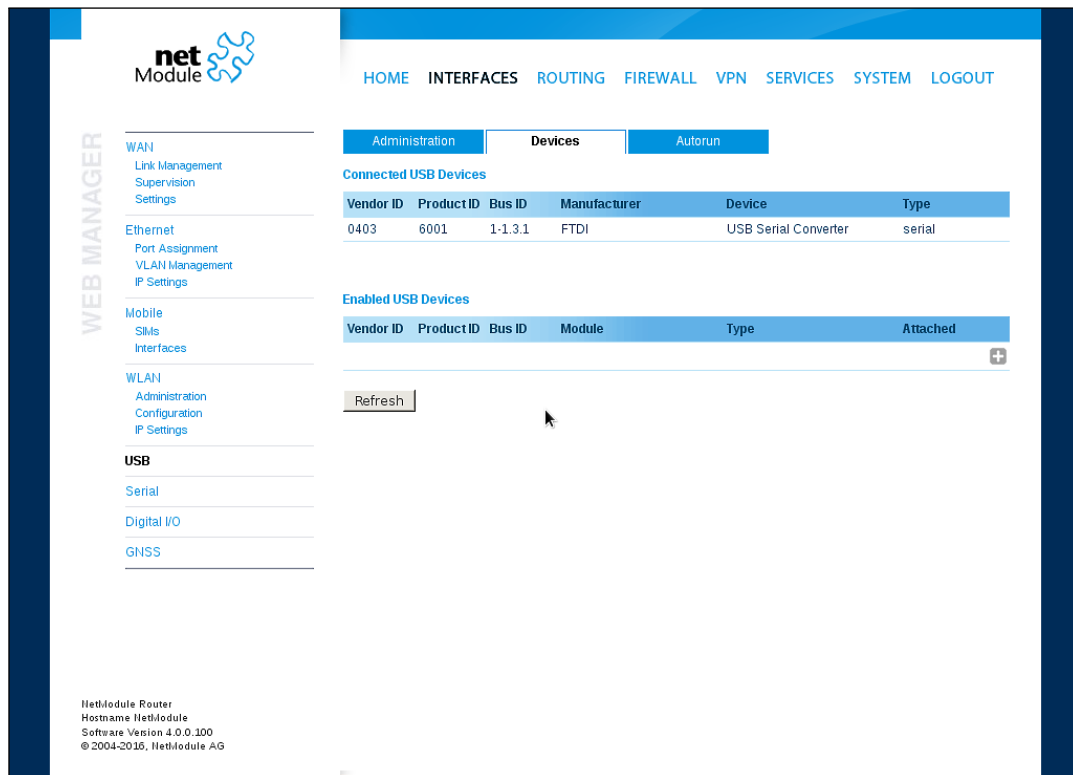 net
Module
HOME INTERFACES ROUTING FIREWALL VPN SERVICES SYSTEM LOGOUT
WEB MANAGER
WAN
Link Management
Supervision
Settings
Ethernet
Port Assignment
VLAN Management
IP Settings
Mobile
SIMs
Interfaces
WLAN
Administration
Configuration
IP Settings
USB
Serial
Digital I/O
GNSS
Administration Devices Autorun
Connected USB Devices
Vendor ID Product ID Bus ID Manufacturer Device Type
0403 6001 1-1.3.1 FTDI USB Serial Converter serial
Enabled USB Devices
Vendor ID Product ID Bus ID Module Type Attached
Refresh
NetModule Router
Hostname NetModule
Software Version 4.0.0.100
© 2004-2016, NetModule AG